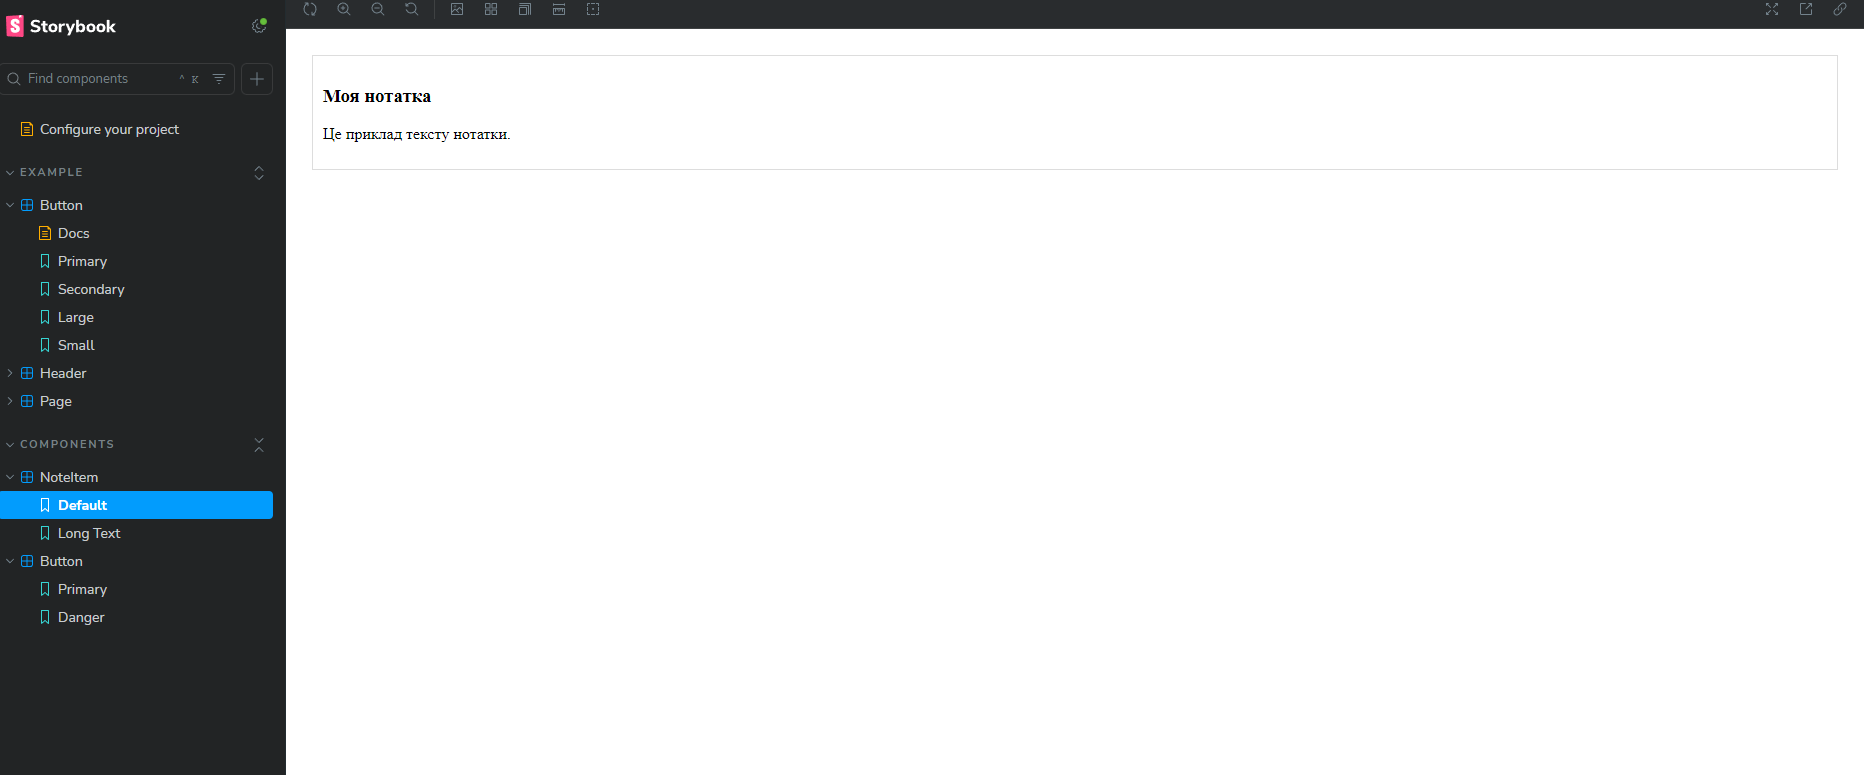 Storybook
Find components
^ K
Configure your project
EXAMPLE
Button
Docs
Primary
Secondary
Large
Small
Header
Page
COMPONENTS
NoteItem
Default
Long Text
Button
Primary
Danger
Моя нотатка
Це приклад тексту нотатки.